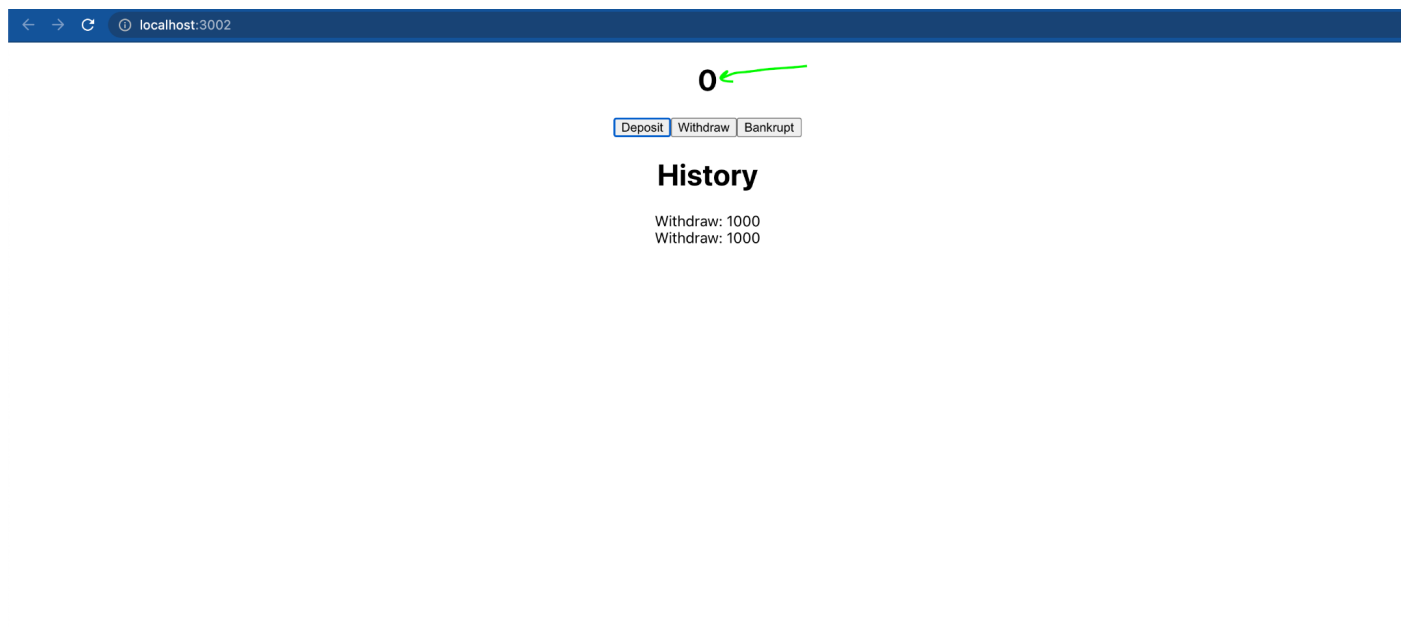 localhost:3002
0
Deposit Withdraw Bankrupt
History
Withdraw: 1000
Withdraw: 1000